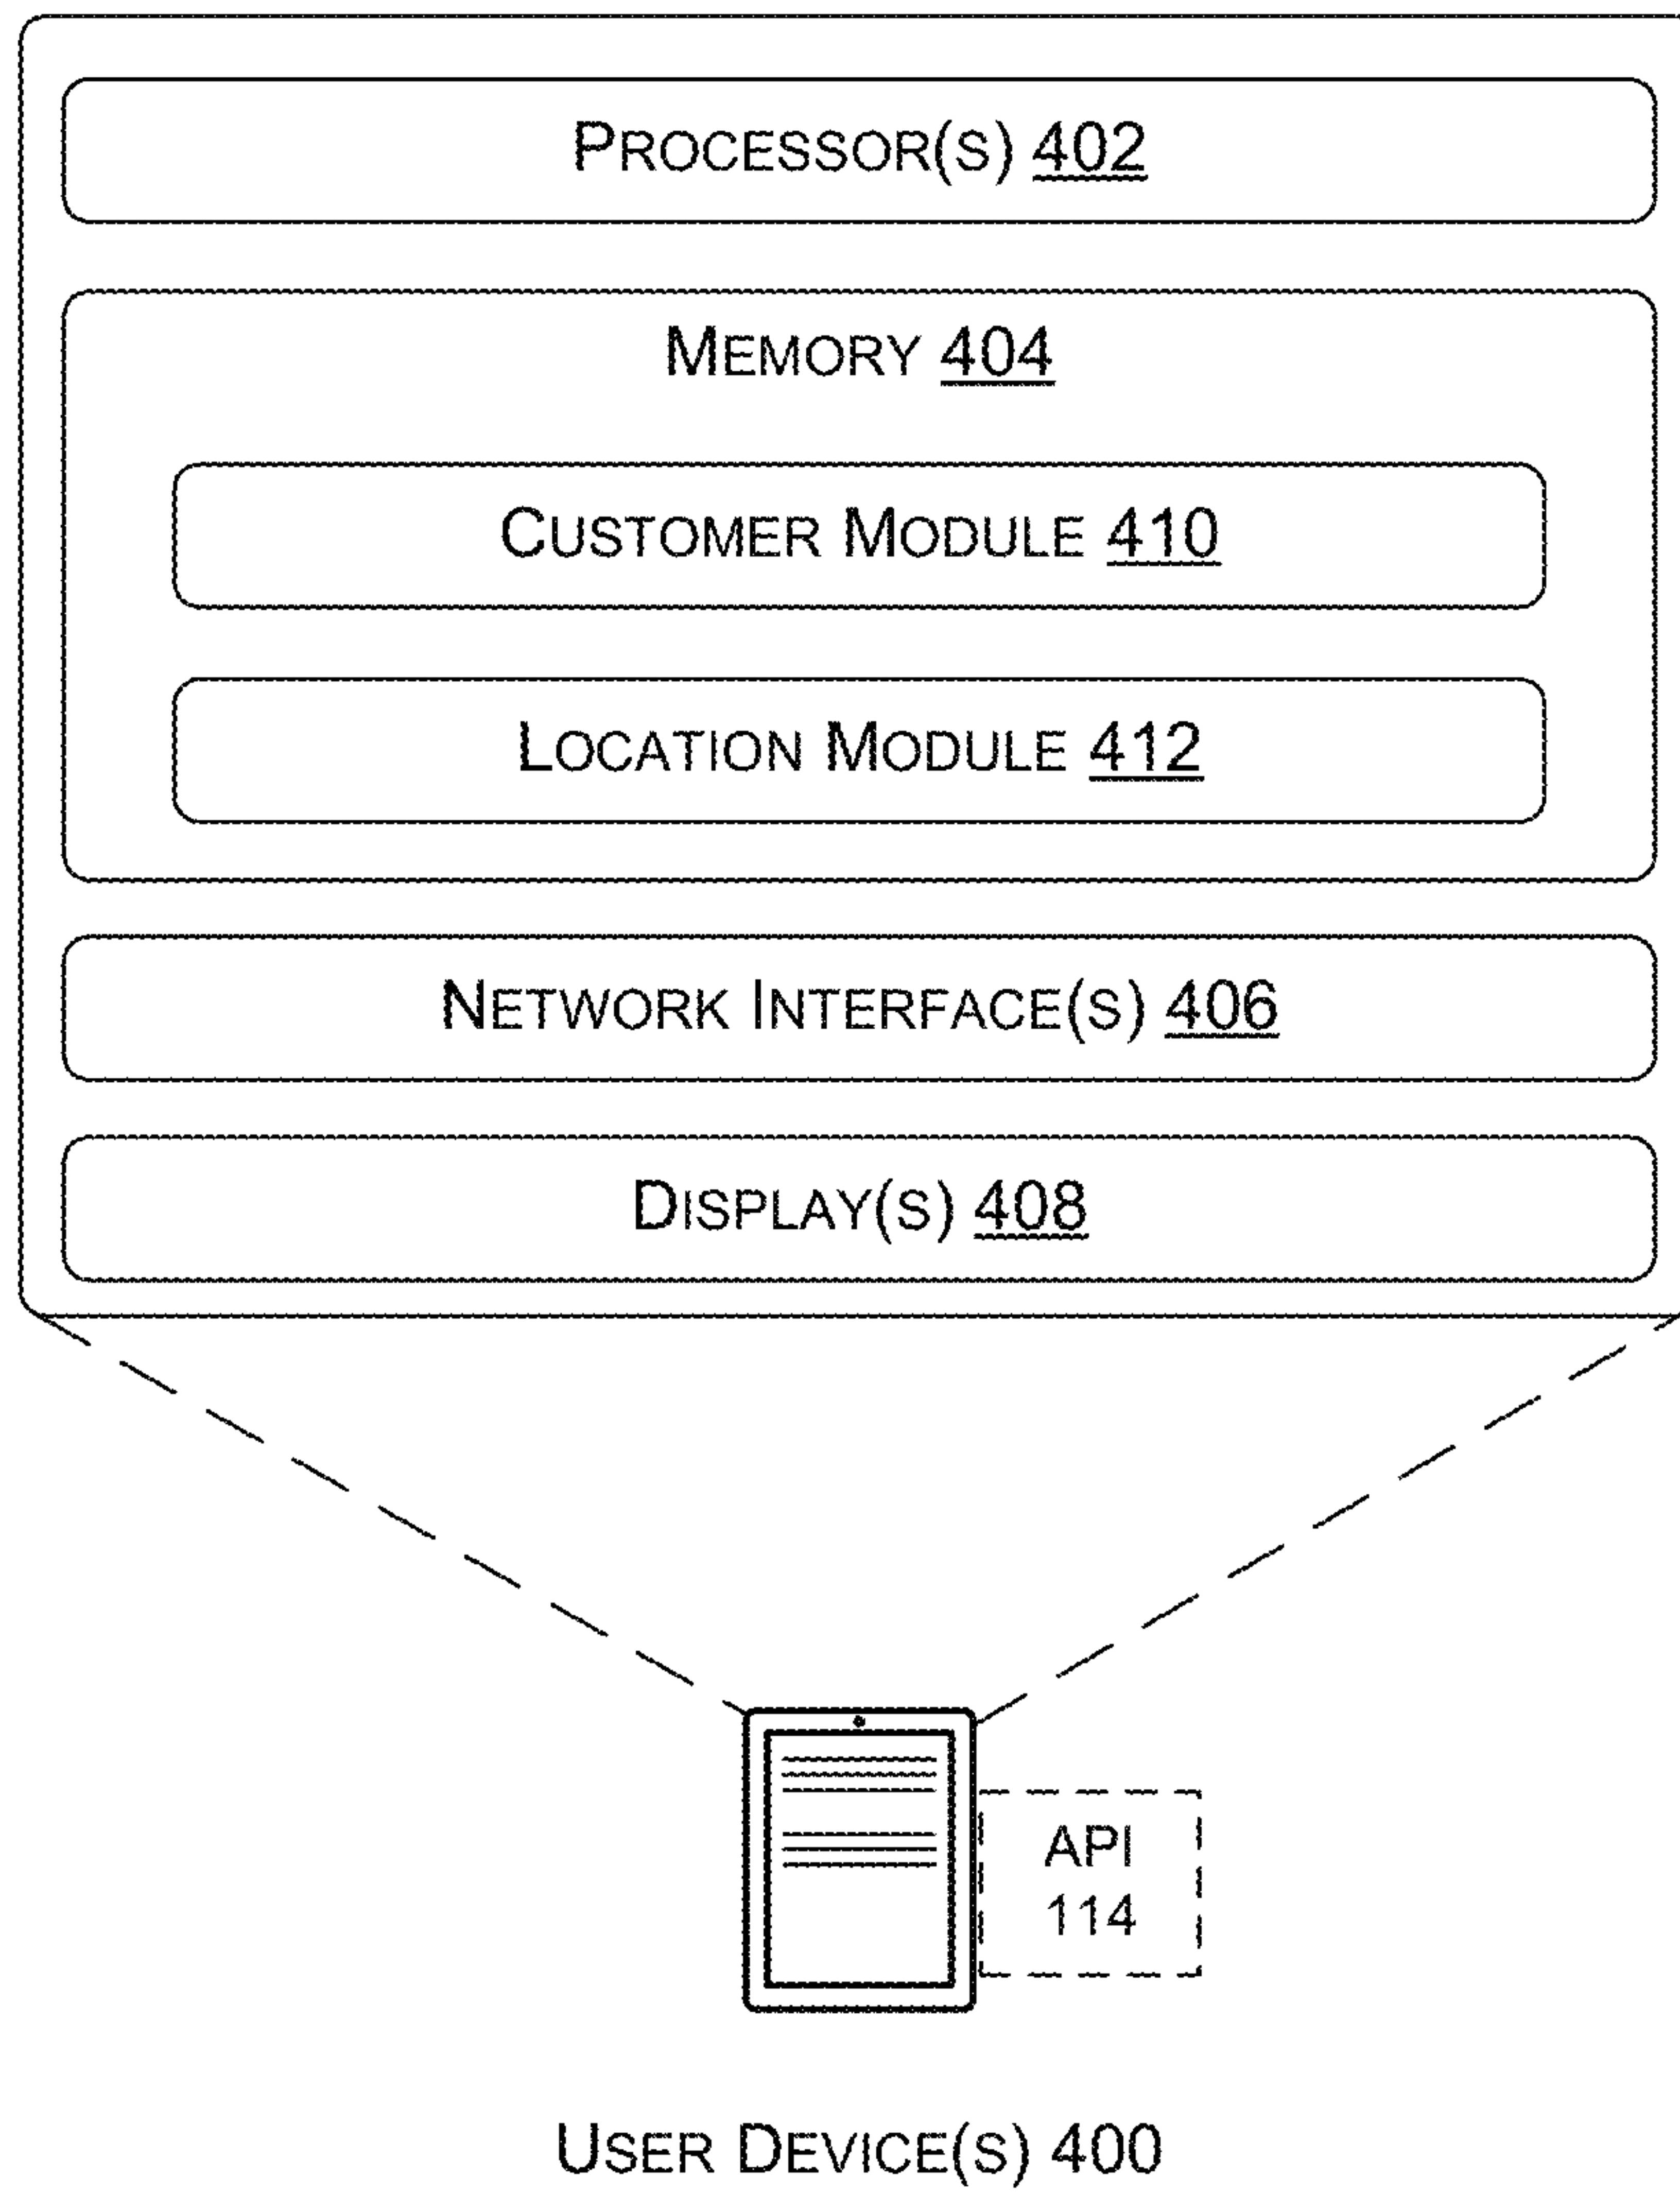 PROCESSOR(S) 402
MEMORY 404
CUSTOMER MODULE 410
LOCATION MODULE 412
NETWORK INTERFACE(S) 406
DISPLAY(S) 408
API
114
USER DEVICE(S) 400